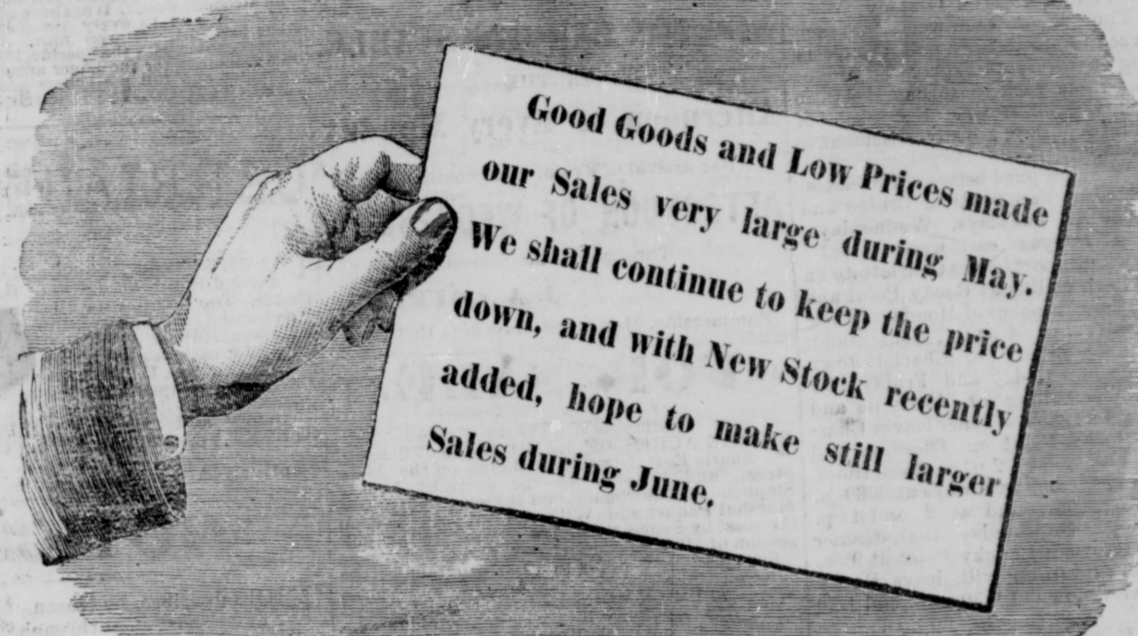 Good Goods and Low Prices made
our Sales very large during May.
We shall continue to keep the price
down, and with New Stock recently
added, hope to make still larger
Sales during June.